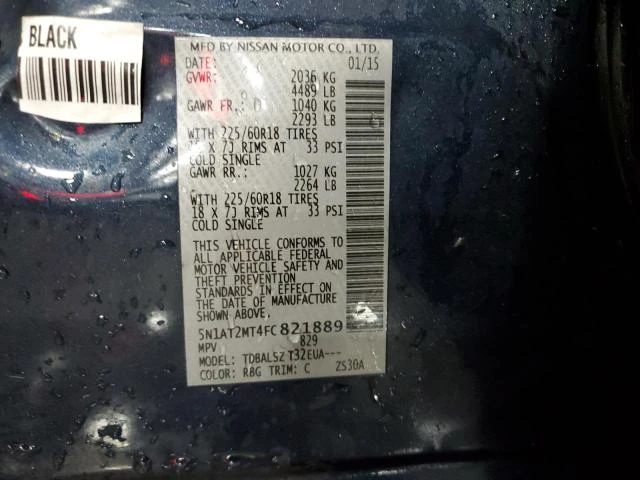 BLACK
MFD BY NISSAN MOTOR CO., LTD.
DATE: 01/15
GVWR: 2036 KG
4489 LB
GAWR FR.: 1040 KG
2293 LB
WITH 225/60R18 TIRES
18 X 7J RIMS AT 33 PSI
COLD SINGLE
GAWR RR.: 1027 KG
2264 LB
WITH 225/60R18 TIRES
18 X 7J RIMS AT 33 PSI
COLD SINGLE
THIS VEHICLE CONFORMS TO
ALL APPLICABLE FEDERAL
MOTOR VEHICLE SAFETY AND
THEFT PREVENTION
STANDARDS IN EFFECT ON
THE DATE OF MANUFACTURE
SHOWN ABOVE.
5N1AT2MT4FC821889
MPV 829
MODEL: TDBALSZ T32EUA---
COLOR: RBG TRIM: C ZS30A